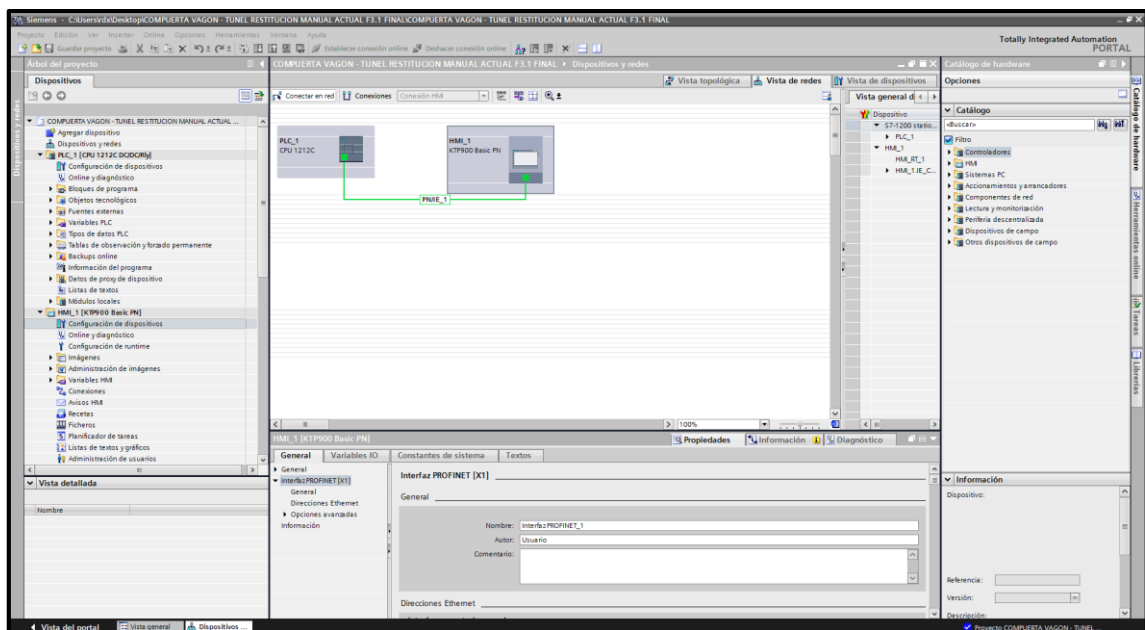 Siemens - C:\Users\rdx\Desktop\COMPUERTA VAGON - TUNEL RESTITUCION MANUAL ACTUAL F3.1 FINAL\COMPUERTA VAGON - TUNEL RESTITUCION MANUAL ACTUAL F3.1 FINAL
Proyecto Edición Ver Insertar Online Opciones Herramientas Ventana Ayuda
Totally Integrated Automation
PORTAL
Guardar proyecto Establecer conexión online Deshacer conexión online
Árbol del proyecto
COMPUERTA VAGON - TUNEL RESTITUCION MANUAL ACTUAL F3.1 FINAL Dispositivos y redes
Catálogo de hardware
Dispositivos
Vista topológica Vista de redes Vista de dispositivos
Opciones
Conectar en red Conexiones Conexión HMI
Vista general d
Dispositivos y redes
COMPUERTA VAGON - TUNEL RESTITUCION MANUAL ACTUAL ...
Agregar dispositivo
Dispositivos y redes
PLC_1 [CPU 1212C DC/DC/Rly]
Configuración de dispositivos
Online y diagnóstico
Bloques de programa
Objetos tecnológicos
Fuentes externas
Variables PLC
Tipos de datos PLC
Tablas de observación y forzado permanente
Backups online
Información del programa
Datos de proxy de dispositivo
Listas de textos
Módulos locales
HMI_1 [KTP900 Basic PN]
Configuración de dispositivos
Online y diagnóstico
Configuración de runtime
Imágenes
Administración de imágenes
Variables HMI
Conexiones
Avisos HMI
Recetas
Ficheros
Planificador de tareas
Listas de textos y gráficos
Administración de usuarios
Vista detallada
Nombre
PLC_1
CPU 1212C
HMI_1
KTP900 Basic PN
PN/IE_1
100%
Dispositivo
S7-1200 statio...
PLC_1
HMI_1
HMI_RT_1
HMI_1.IE_C...
Catálogo
<Buscar>
Filtro
Controladores
HMI
Sistemas PC
Accionamientos y arrancadores
Componentes de red
Lectura y monitorización
Periferia descentralizada
Dispositivos de campo
Otros dispositivos de campo
Catálogo de hardware
Herramientas online
Tareas
Librerías
HMI_1 [KTP900 Basic PN]
Propiedades Información Diagnóstico
General Variables IO Constantes de sistema Textos
General
Interfaz PROFINET [X1]
General
Direcciones Ethernet
Opciones avanzadas
Información
Interfaz PROFINET [X1]
General
Nombre: Interfaz PROFINET_1
Autor: Usuario
Comentario:
Direcciones Ethernet
Información
Dispositivo:
Referencia:
Versión:
Descripción:
Vista del portal Vista general Dispositivos ...
Proyecto COMPUERTA VAGON - TUNEL ...